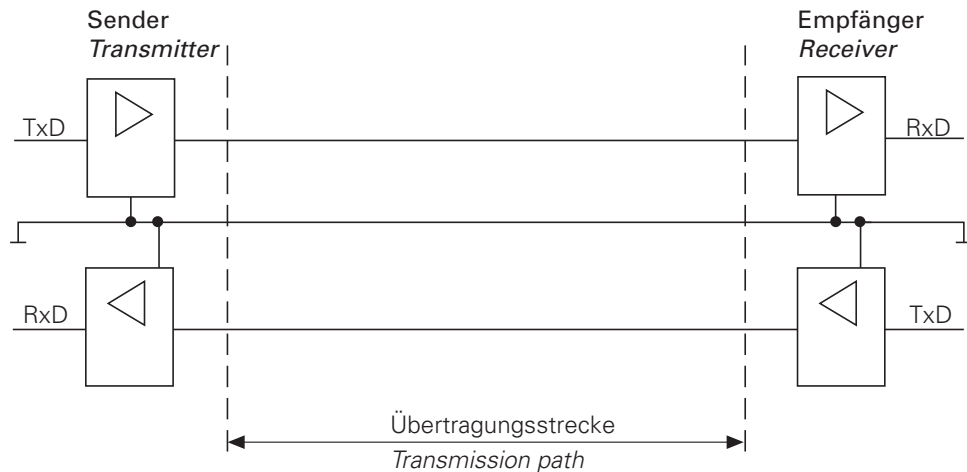 Sender
Transmitter
Empfänger
Receiver
TxD
RxD
RxD
TxD
Übertragungsstrecke
Transmission path